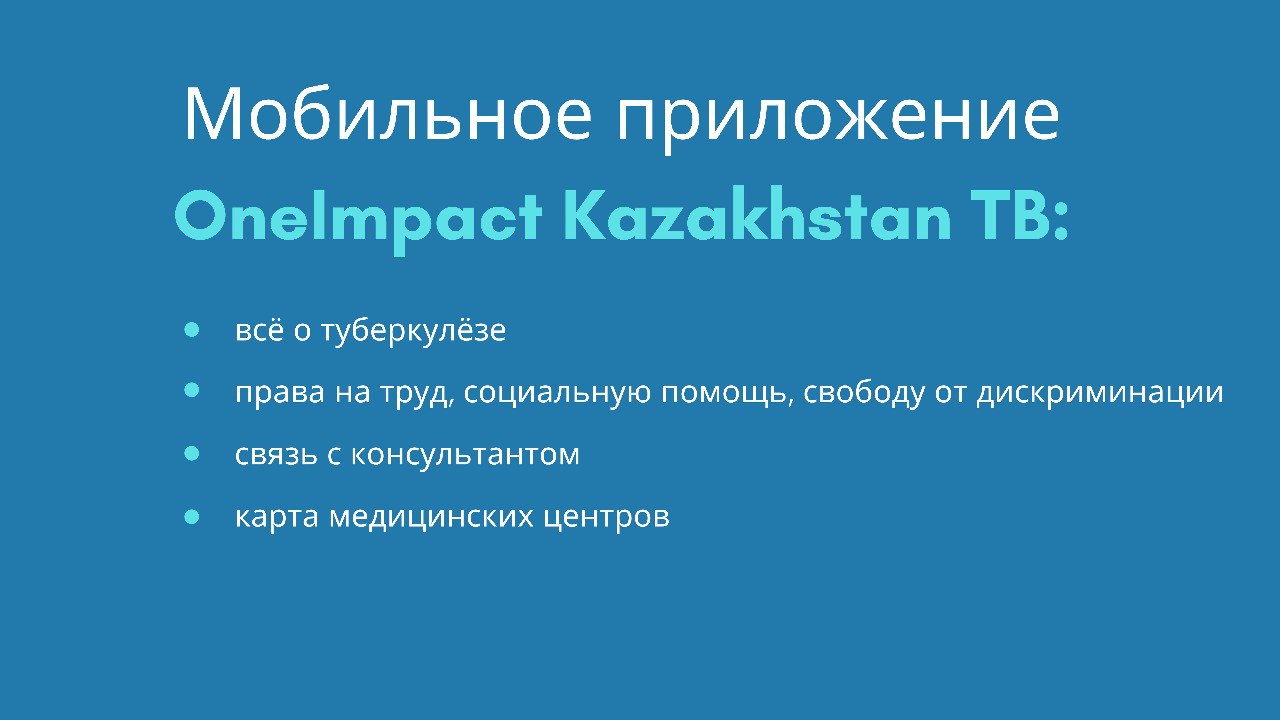 Мобильное приложение
OneImpact Kazakhstan TB:
всё о туберкулёзе
права на труд, социальную помощь, свободу от дискриминации
связь с консультантом
карта медицинских центров